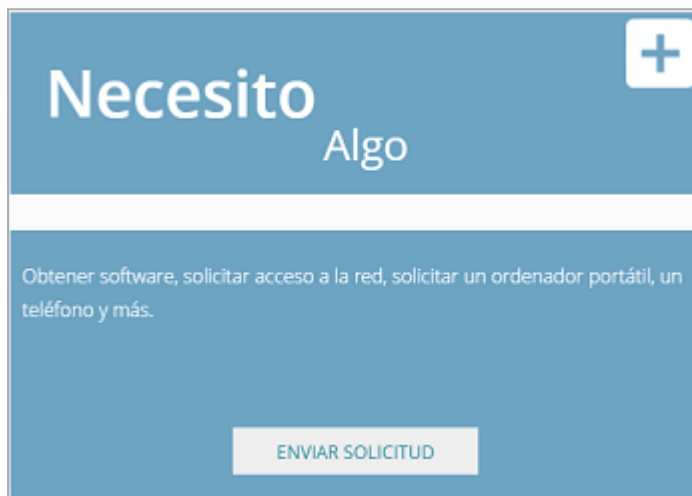 Necesito
Algo
Obtener software, solicitar acceso a la red, solicitar un ordenador portátil, un
teléfono y más.
ENVIAR SOLICITUD